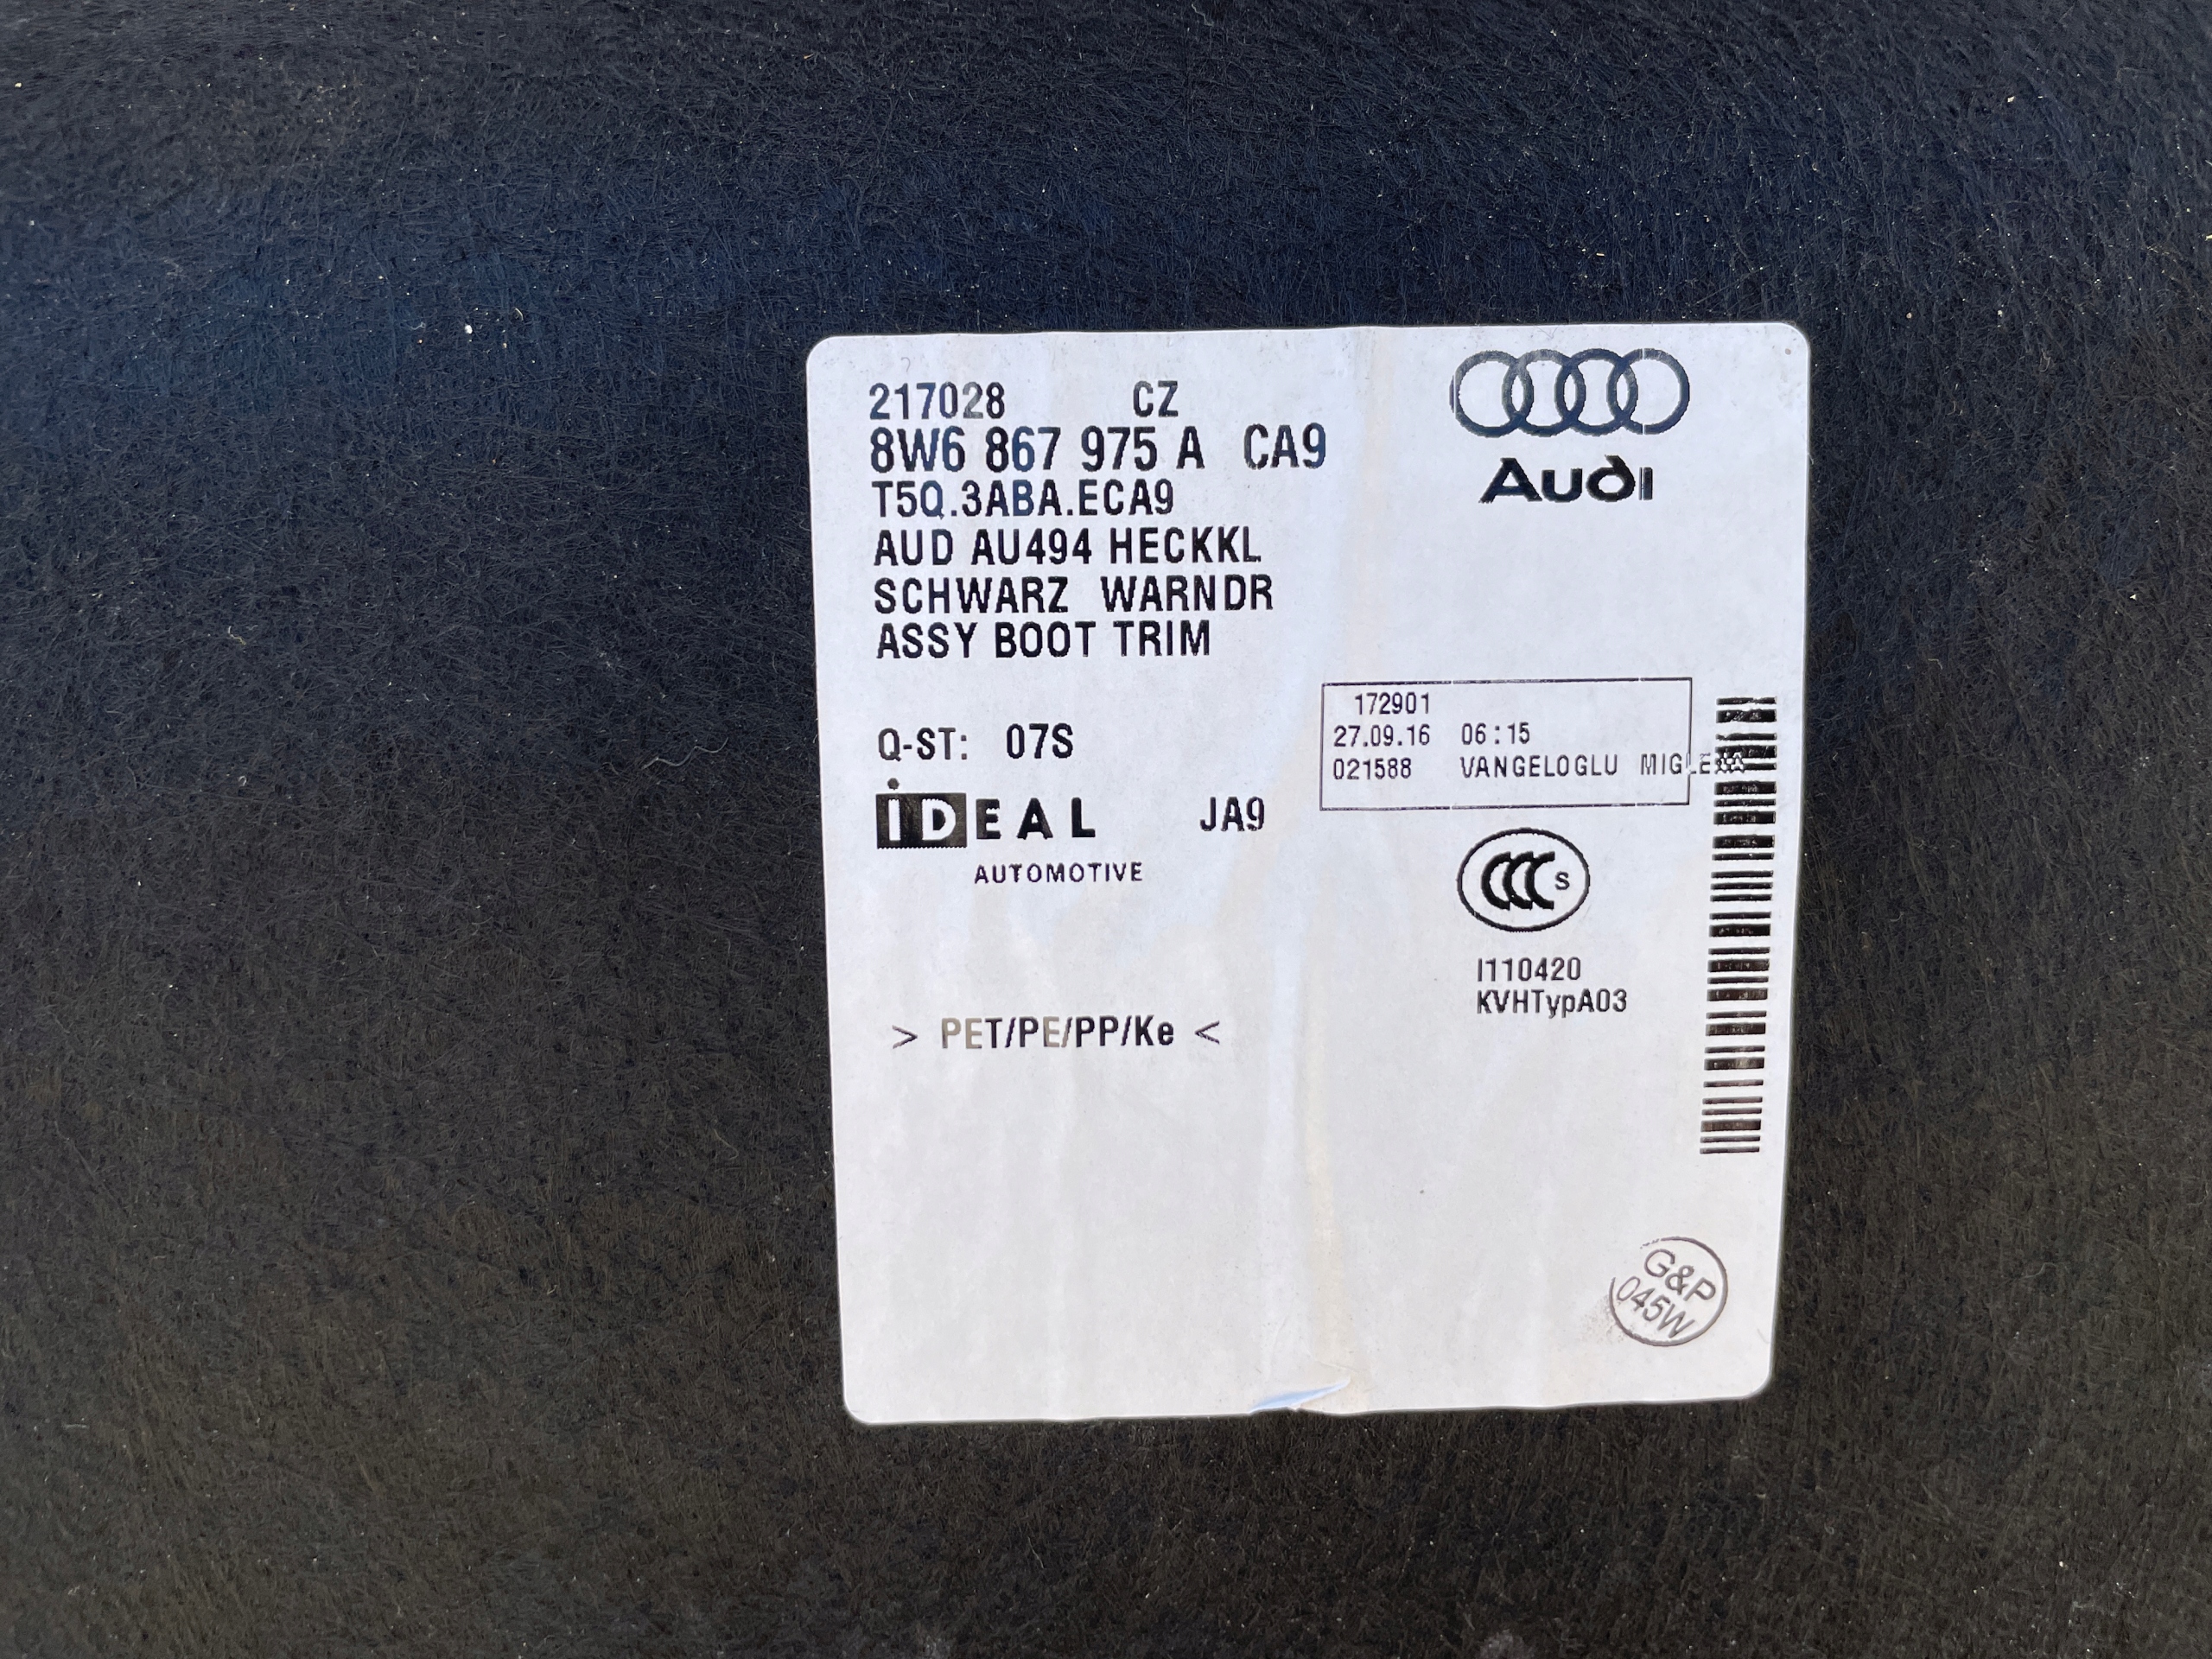 217028 CZ
8W6 867 975 A CA9
T5Q.3ABA.ECA9
AUD AU494 HECKKL
SCHWARZ WARNDR
ASSY BOOT TRIM
Audi
172901
27.09.16 06:15
021588 VANGELOGLU
Q-ST: 07S
iDEAL JA9
AUTOMOTIVE
CCC S
I110420
KVHTypA03
> PET/PE/PP/Ke <
G&P
045W